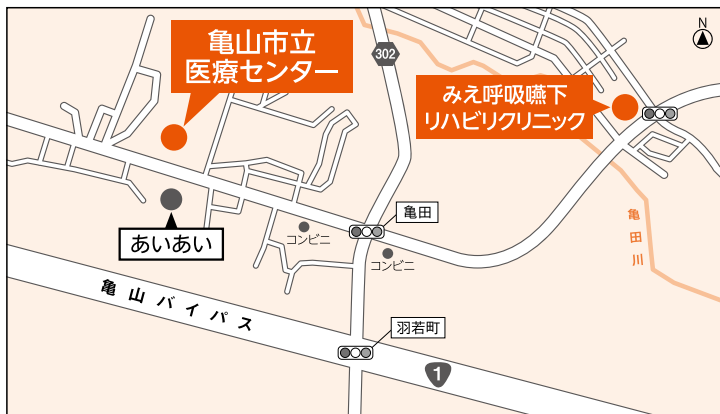 亀山市立
医療センター
302
N
みえ呼吸嚥下
リハビリクリニック
あいあい
コンビニ
亀田
コンビニ
亀田川
亀山バイパス
羽若町
1